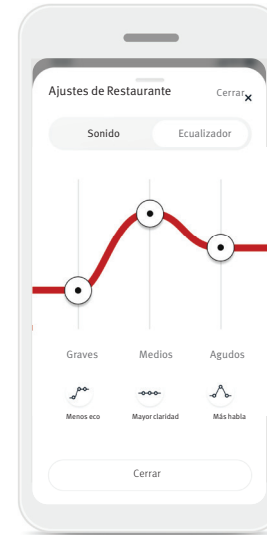 Ajustes de Restaurante Cerrar x
Sonido Ecualizador
Graves Medios Agudos
Menos eco Mayor claridad Más habla
Cerrar